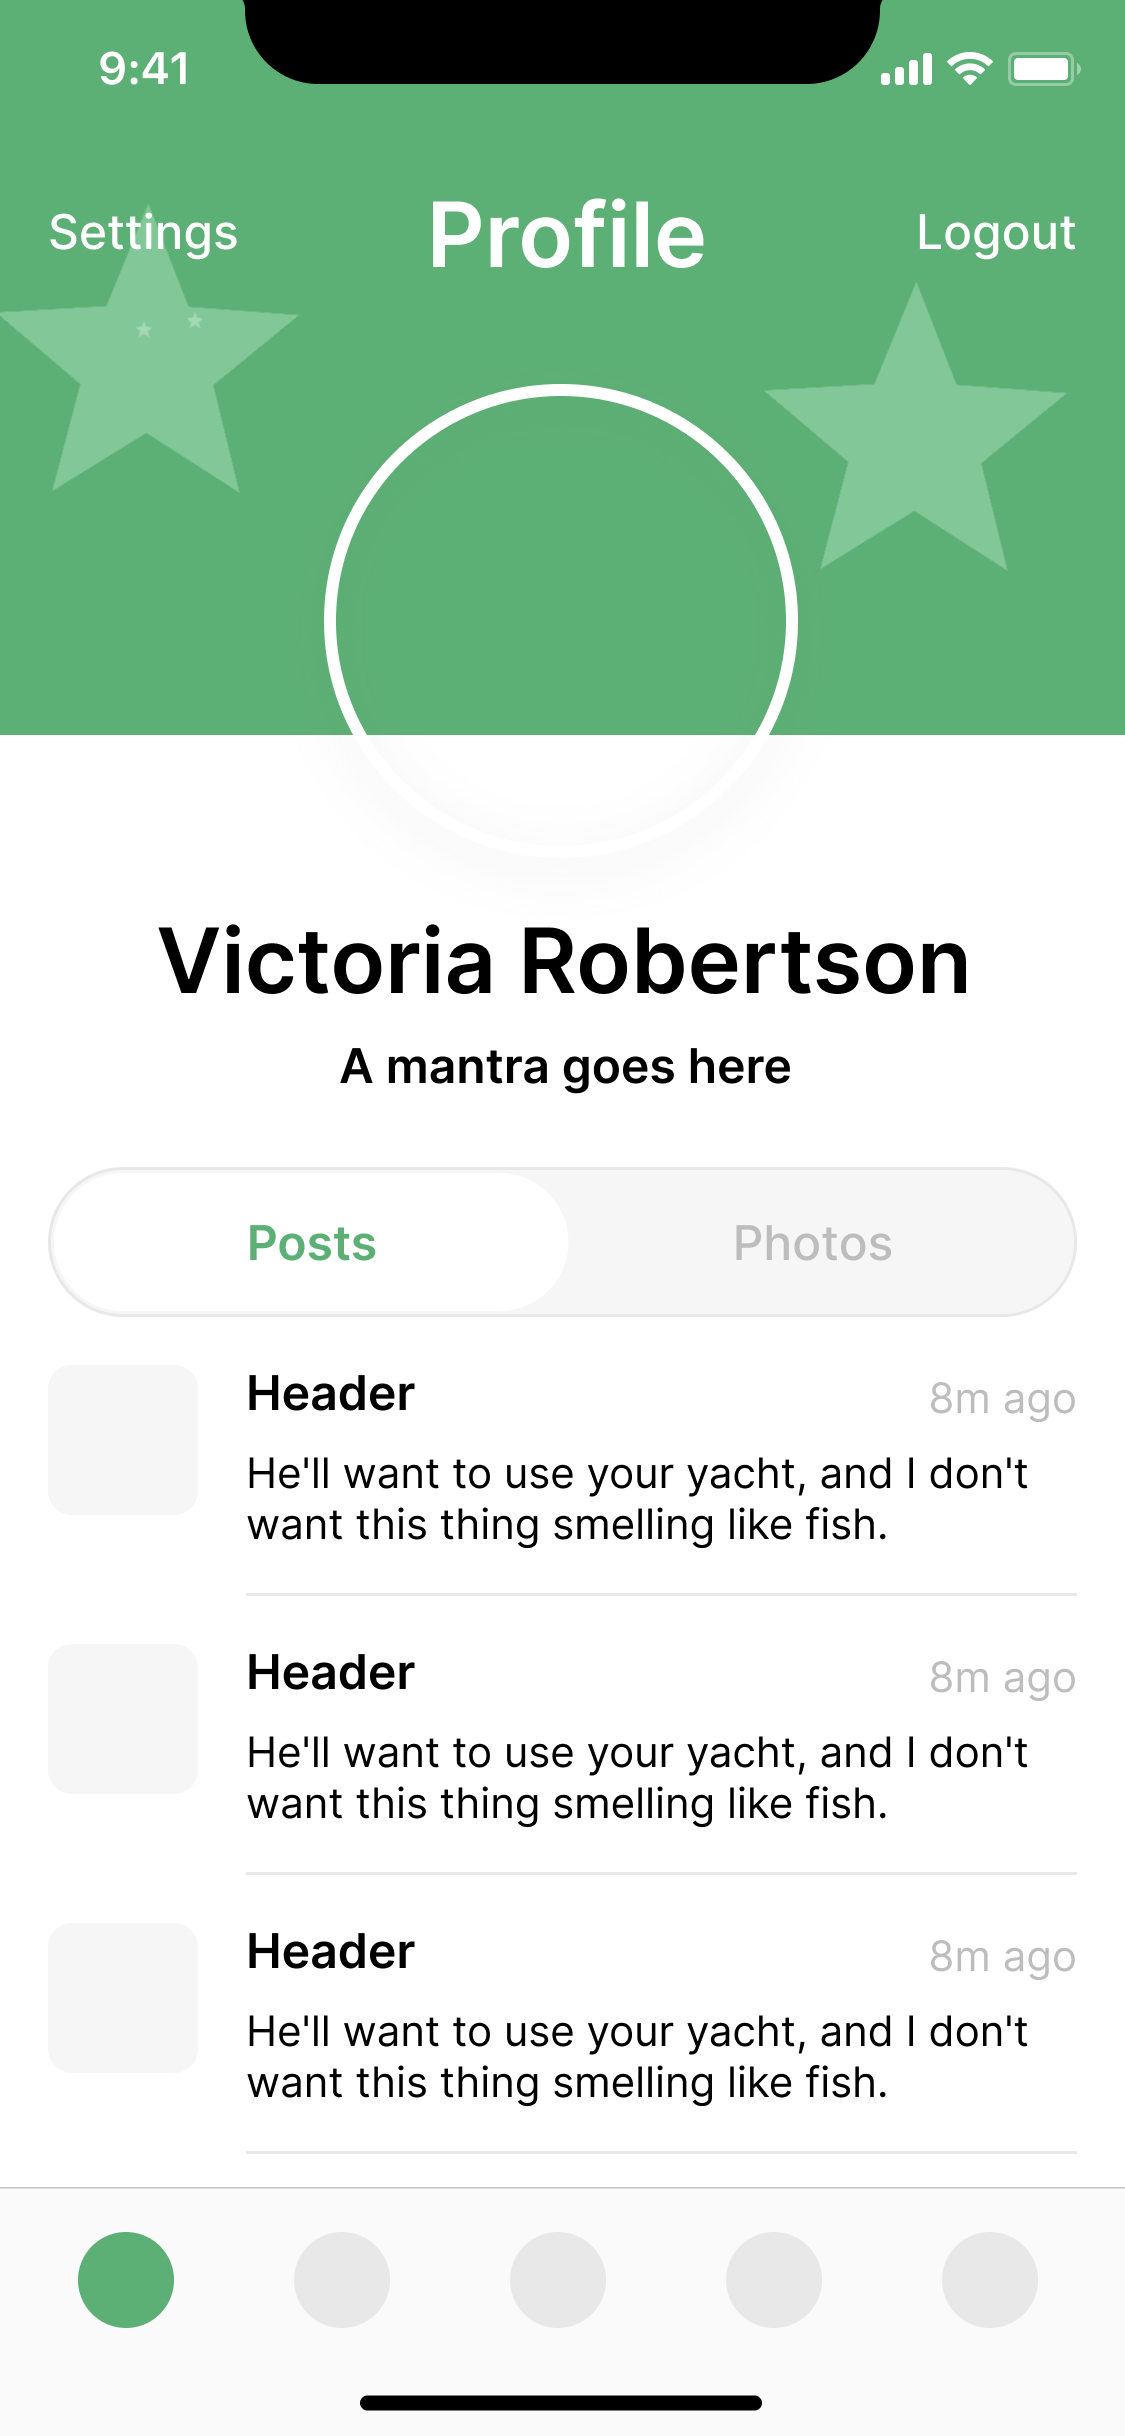 9:41
Settings
Profile
Logout
Victoria Robertson
A mantra goes here
Posts
Photos
Header
8m ago
He'll want to use your yacht, and I don't
want this thing smelling like fish.
Header
8m ago
He'll want to use your yacht, and I don't
want this thing smelling like fish.
Header
8m ago
He'll want to use your yacht, and I don't
want this thing smelling like fish.